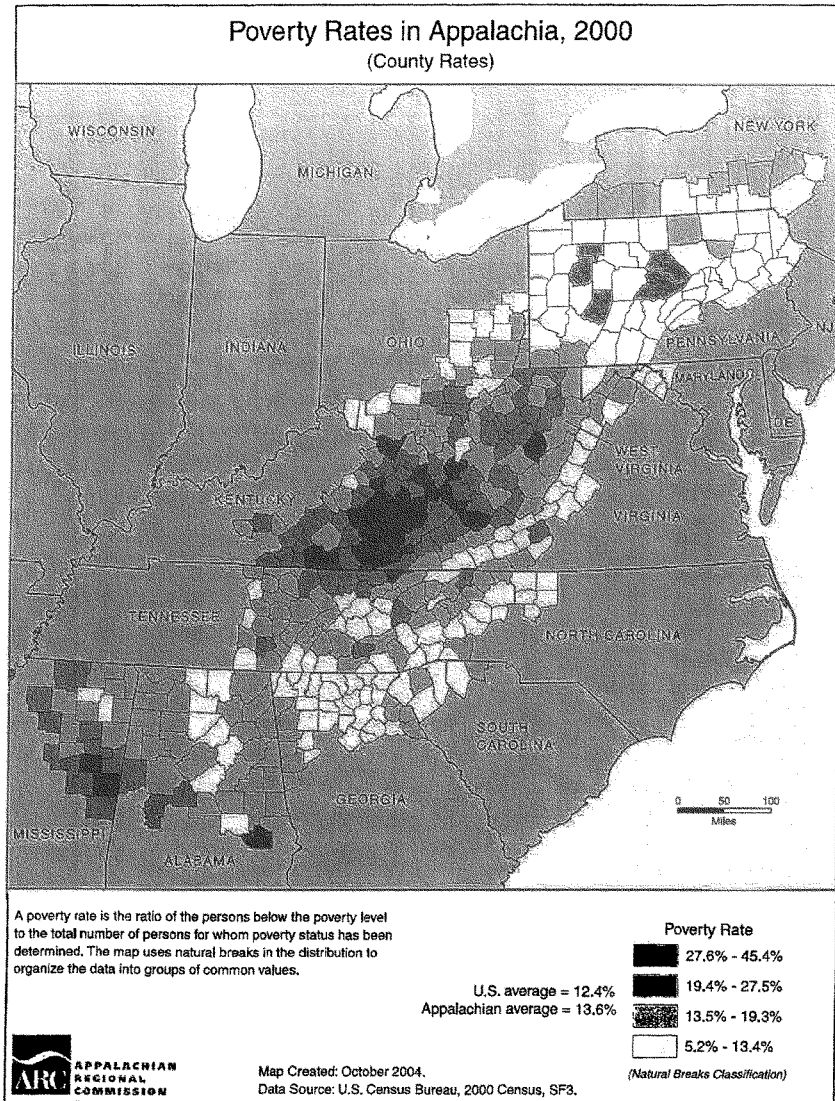 Poverty Rates in Appalachia, 2000
(County Rates)
WISCONSIN
NEW YORK
MICHIGAN
PENNSYLVANIA
NJ
ILLINOIS
INDIANA
OHIO
MARYLAND
DE
WEST
VIRGINIA
KENTUCKY
VIRGINIA
TENNESSEE
NORTH CAROLINA
SOUTH
CAROLINA
GEORGIA
MISSISSIPPI
ALABAMA
0 50 100
Miles
A poverty rate is the ratio of the persons below the poverty level
to the total number of persons for whom poverty status has been
determined. The map uses natural breaks in the distribution to
organize the data into groups of common values.
U.S. average = 12.4%
Appalachian average = 13.6%
Poverty Rate
27.6% - 45.4%
19.4% - 27.5%
13.5% - 19.3%
5.2% - 13.4%
(Natural Breaks Classification)
ARC
APPALACHIAN
REGIONAL
COMMISSION
Map Created: October 2004.
Data Source: U.S. Census Bureau, 2000 Census, SF3.